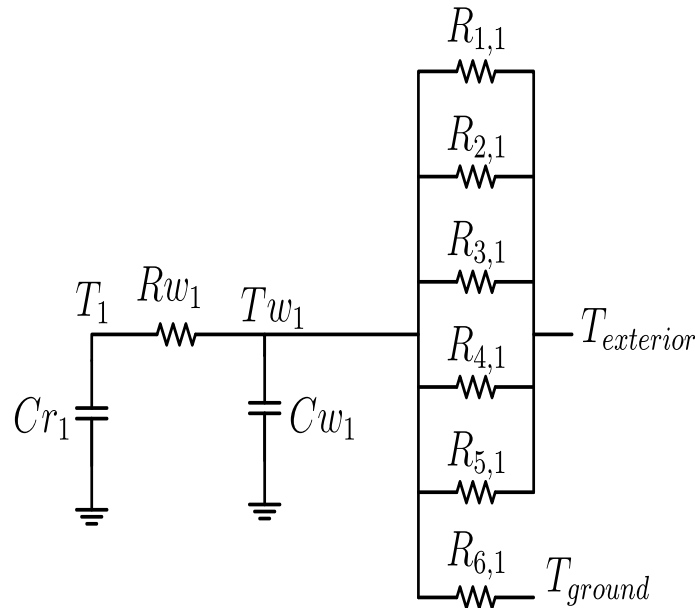 R1,1
R2,1
R3,1
T1
Rw1
Tw1
Texterior
R4,1
Cr1
Cw1
R5,1
R6,1
Tground